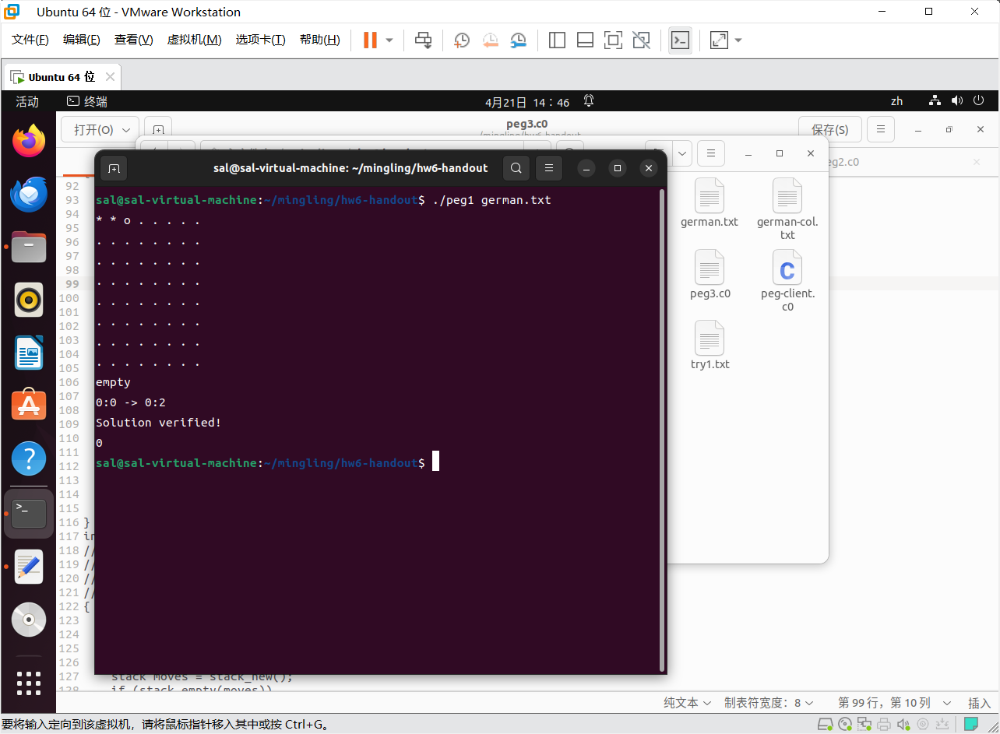 Ubuntu 64 位 - VMware Workstation
文件(F) 编辑(E) 查看(V) 虚拟机(M) 选项卡(T) 帮助(H)
Ubuntu 64 位
活动 终端 4月21日 14：46 zh
打开(O) peg3.c0 保存(S)
~/mingling/hw6-handout
peg2.c0
sal@sal-virtual-machine: ~/mingling/hw6-handout
sal@sal-virtual-machine:~/mingling/hw6-handout$ ./peg1 german.txt
* * o . . . . .
. . . . . . . .
. . . . . . . .
. . . . . . . .
. . . . . . . .
. . . . . . . .
. . . . . . . .
. . . . . . . .
empty
0:0 -> 0:2
Solution verified!
0
sal@sal-virtual-machine:~/mingling/hw6-handout$
german.txt
german-col.
txt
peg3.c0
peg-client.
c0
try1.txt
92
93
94
95
96
97
98
99
100
101
102
103
104
105
106
107
108
109
110
111
112
113
114
115
116 }
117 in
118 //
119 //
120 //
121 //
122 {
123
124
125
126
127 stack moves = stack_new();
128 if (stack_empty(moves))
纯文本 制表符宽度：8 第 99 行，第 10 列 插入
要将输入定向到该虚拟机，请将鼠标指针移入其中或按 Ctrl+G。